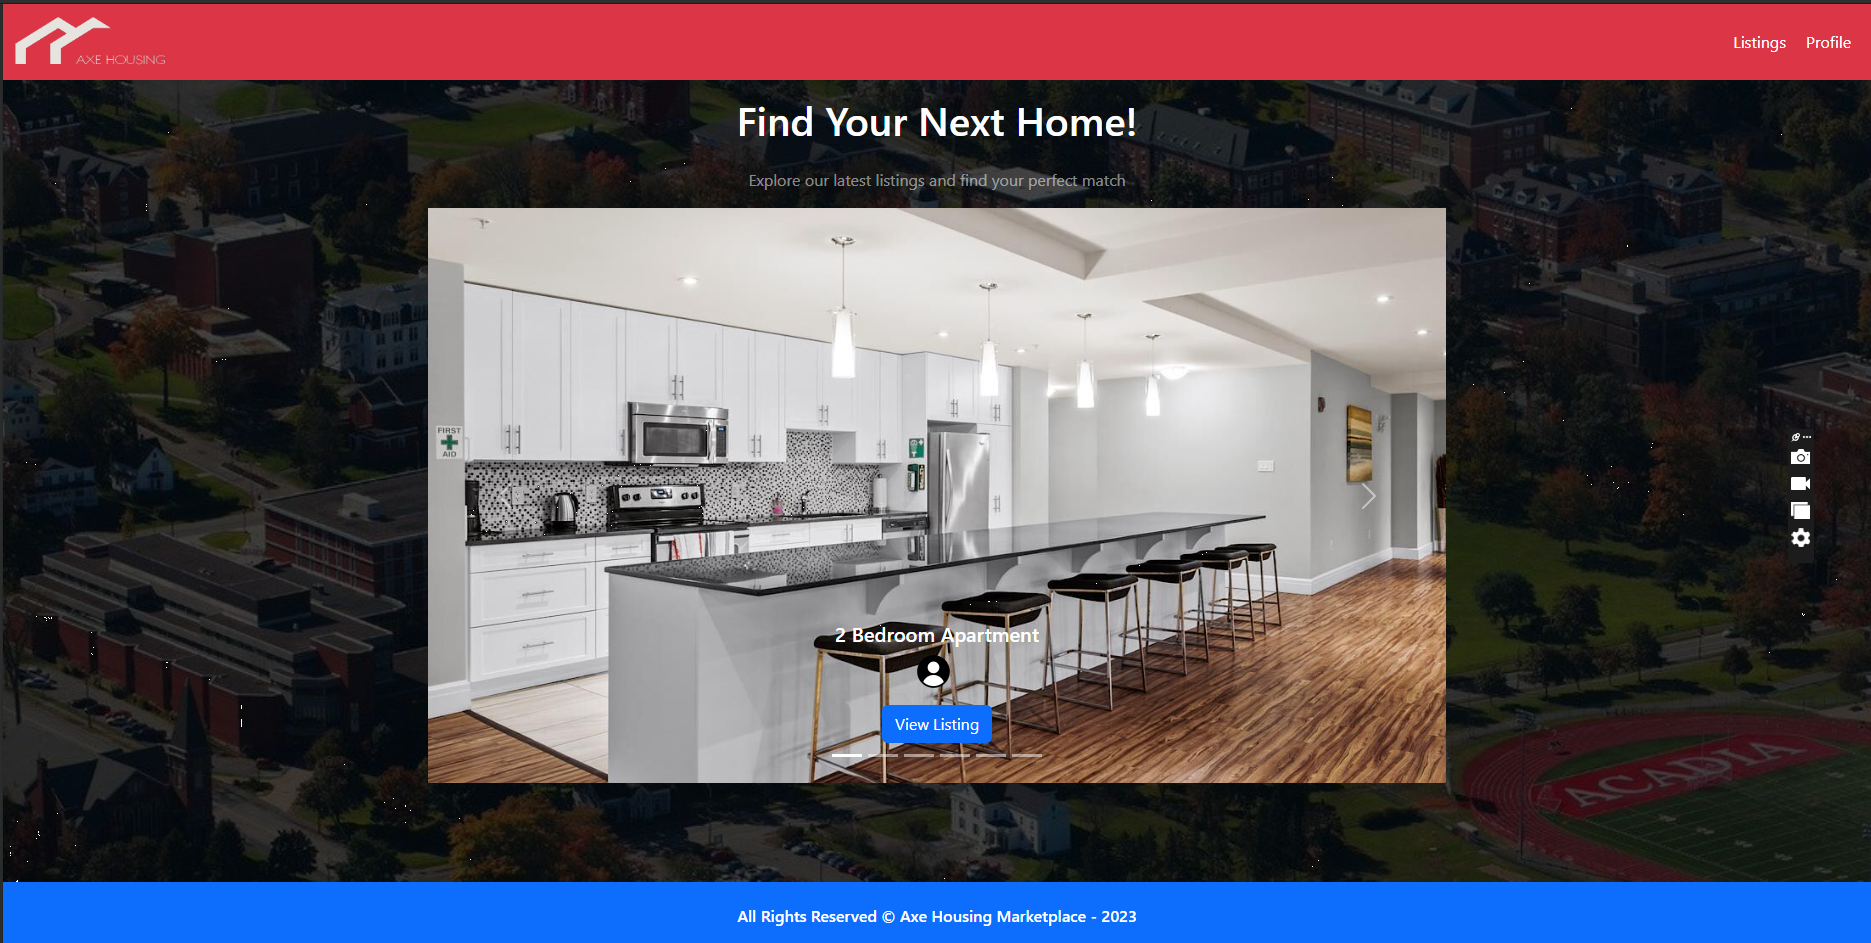 AXE HOUSING
Listings
Profile
Find Your Next Home!
Explore our latest listings and find your perfect match
FIRST
AID
2 Bedroom Apartment
View Listing
ACADIA
All Rights Reserved © Axe Housing Marketplace - 2023